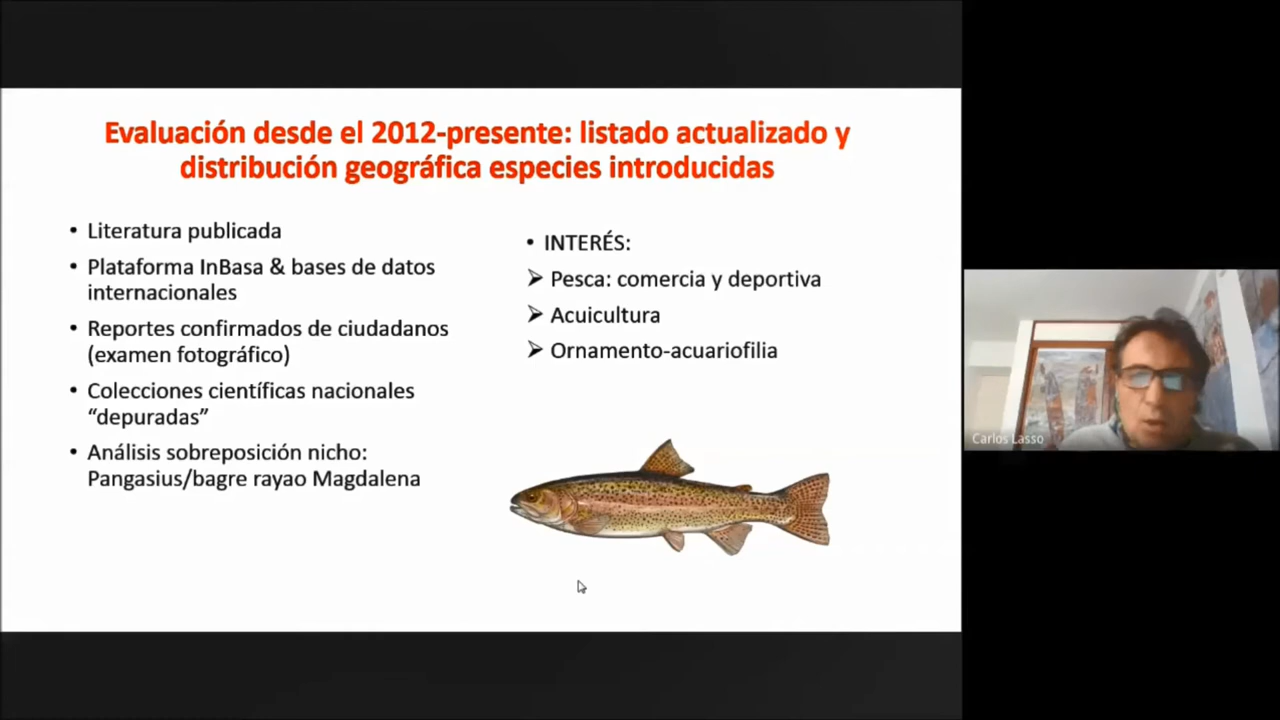 Evaluación desde el 2012-presente: listado actualizado y
distribución geográfica especies introducidas
• Literatura publicada
• Plataforma InBasa & bases de datos
internacionales
• Reportes confirmados de ciudadanos
(examen fotográfico)
• Colecciones científicas nacionales
“depuradas”
• Análisis sobreposición nicho:
Pangasius/bagre rayao Magdalena
• INTERÉS:
➢ Pesca: comercia y deportiva
➢ Acuicultura
➢ Ornamento-acuariofilia
Carlos Lasso